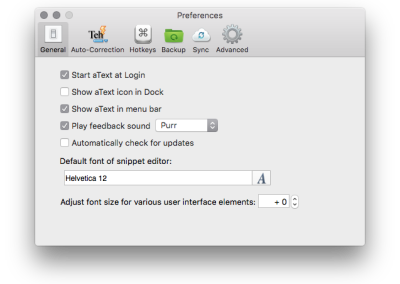 Preferences
Teh
General Auto-Correction Hotkeys Backup Sync Advanced
Start aText at Login
Show aText icon in Dock
Show aText in menu bar
Play feedback sound Purr
Automatically check for updates
Default font of snippet editor:
Helvetica 12 A
Adjust font size for various user interface elements: + 0